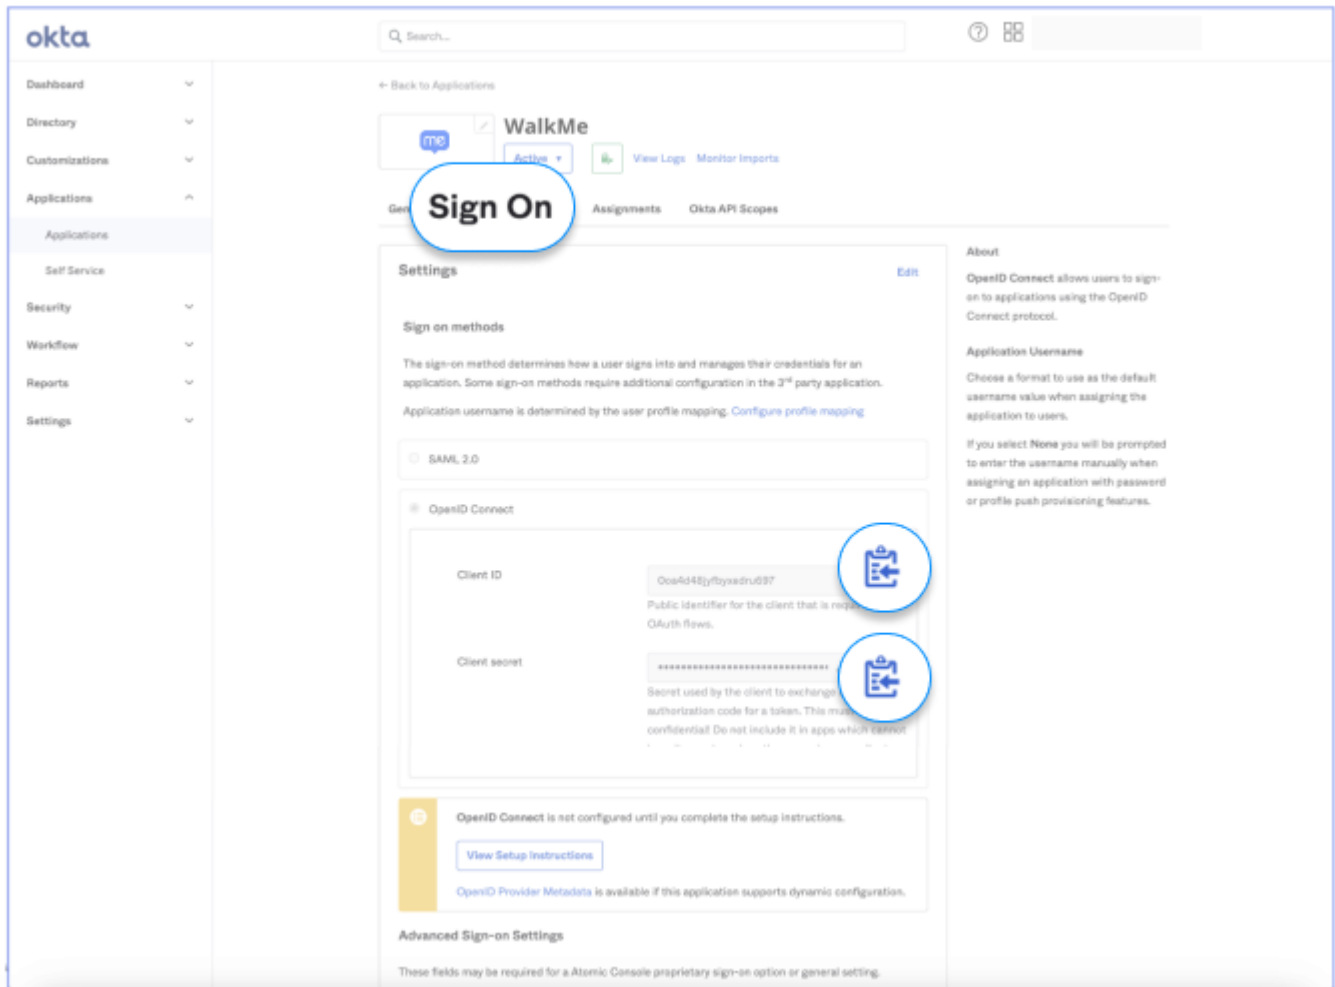 okta
Search...
Dashboard
Directory
Customizations
Applications
Applications
Self Service
Security
Workflow
Reports
Settings
← Back to Applications
me
WalkMe
Active
View Logs Monitor Imports
Gen
Sign On
Assignments
Okta API Scopes
Settings
Edit
Sign on methods
The sign-on method determines how a user signs into and manages their credentials for an
application. Some sign-on methods require additional configuration in the 3rd party application.
Application username is determined by the user profile mapping. Configure profile mapping
SAML 2.0
OpenID Connect
Client ID
Public identifier for the client that is requi
OAuth flows.
Client secret
••••••••••••••••••••••••••••••••
Secret used by the client to exchange
authorization code for a token. This mus
confidential! Do not include it in apps which cannot
OpenID Connect is not configured until you complete the setup instructions.
View Setup Instructions
OpenID Provider Metadata is available if this application supports dynamic configuration.
Advanced Sign-on Settings
These fields may be required for a Atomic Console proprietary sign-on option or general setting.
About
OpenID Connect allows users to sign-
on to applications using the OpenID
Connect protocol.
Application Username
Choose a format to use as the default
username value when assigning the
application to users.
If you select None you will be prompted
to enter the username manually when
assigning an application with password
or profile push provisioning features.